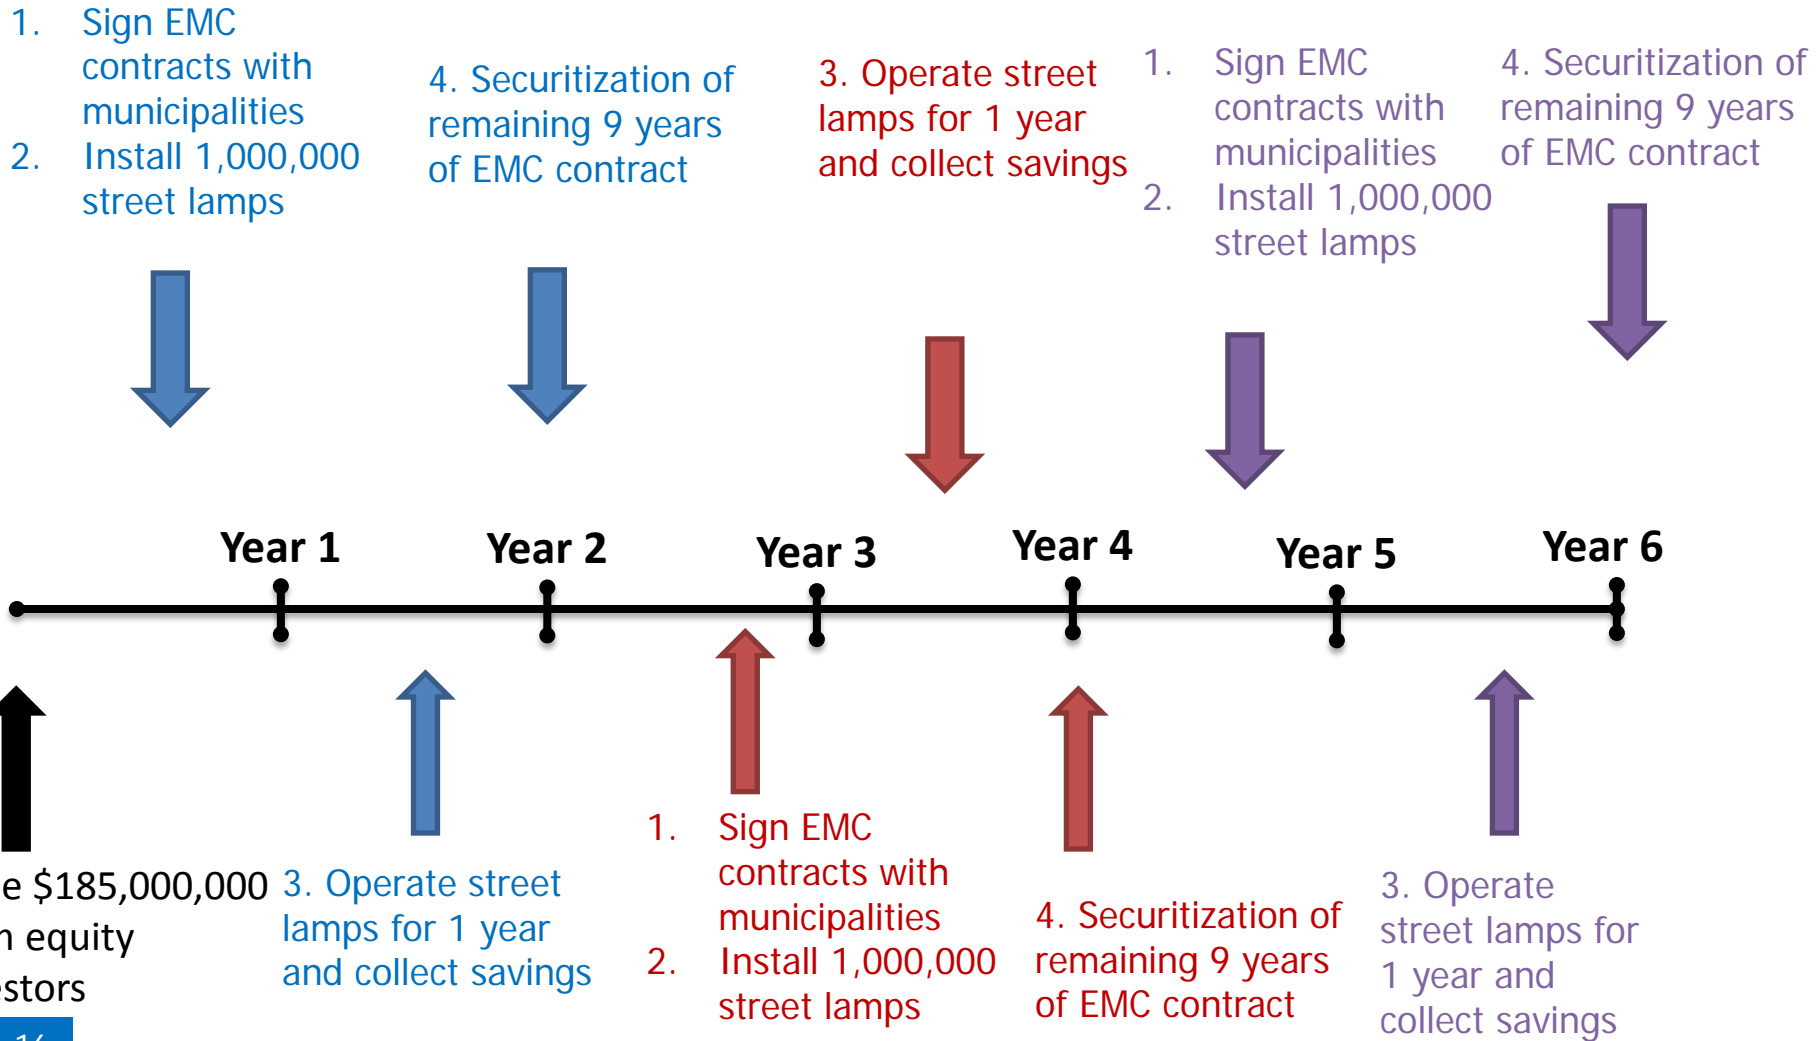 1. Sign EMC
contracts with
municipalities
2. Install 1,000,000
street lamps
4. Securitization of
remaining 9 years
of EMC contract
3. Operate street
lamps for 1 year
and collect savings
1. Sign EMC
contracts with
municipalities
2. Install 1,000,000
street lamps
4. Securitization of
remaining 9 years
of EMC contract
Year 1
Year 2
Year 3
Year 4
Year 5
Year 6
$185,000,000
equity
3. Operate street
lamps for 1 year
and collect savings
1. Sign EMC
contracts with
municipalities
2. Install 1,000,000
street lamps
4. Securitization of
remaining 9 years
of EMC contract
3. Operate
street lamps for
1 year and
collect savings